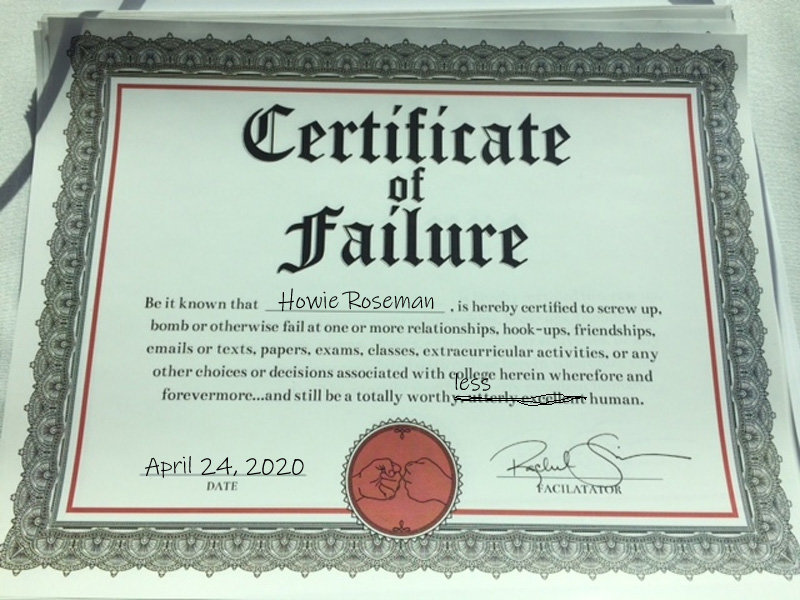 Certificate
of
Failure
Be it known that Howie Roseman, is hereby certified to screw up,
bomb or otherwise fail at one or more relationships, hook-ups, friendships,
emails or texts, papers, exams, classes, extracurricular activities, or any
other choices or decisions associated with college herein wherefore and
less
forevermore...and still be a totally worthy, utterly excellent human.
April 24, 2020
DATE
Rachel Simmons
FACILATATOR